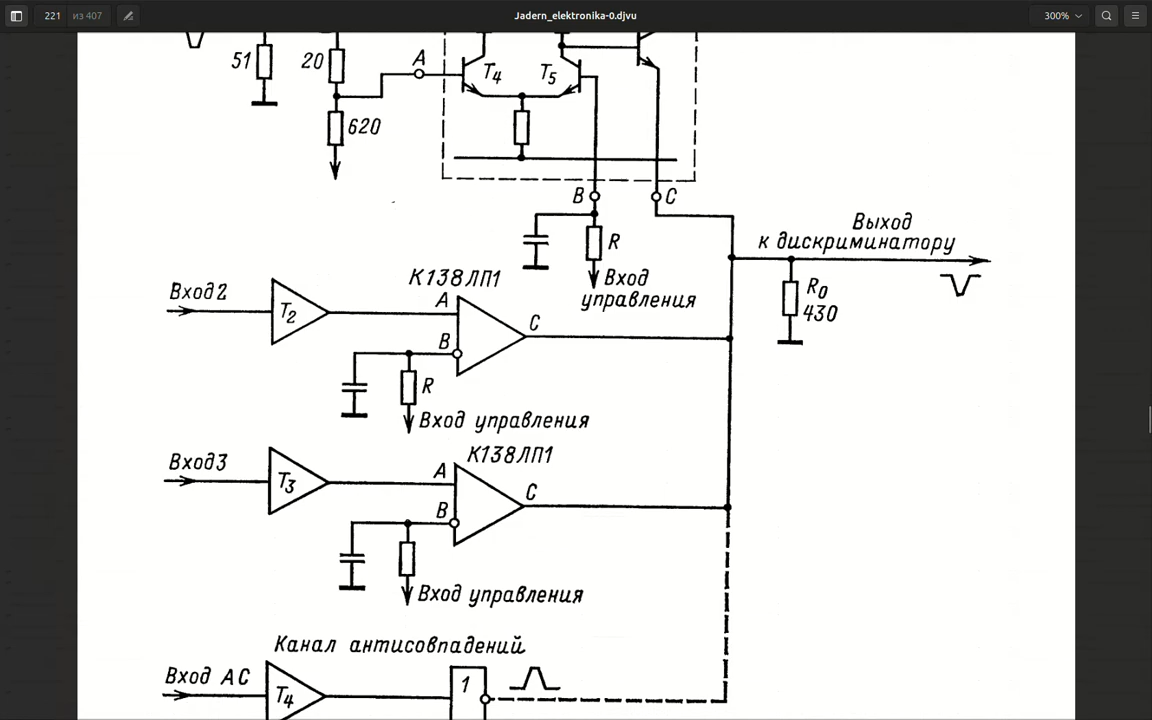 221
из 407
Jadern_elektronika-0.djvu
300%
51
20
A
T4
T5
620
B
C
R
Вход
управления
Выход
к дискриминатору
R0
430
К138ЛП1
Вход2
T2
A
B
C
R
Вход управления
К138ЛП1
Вход3
T3
A
B
C
Вход управления
Канал антисовпадений
Вход АС
T4
1